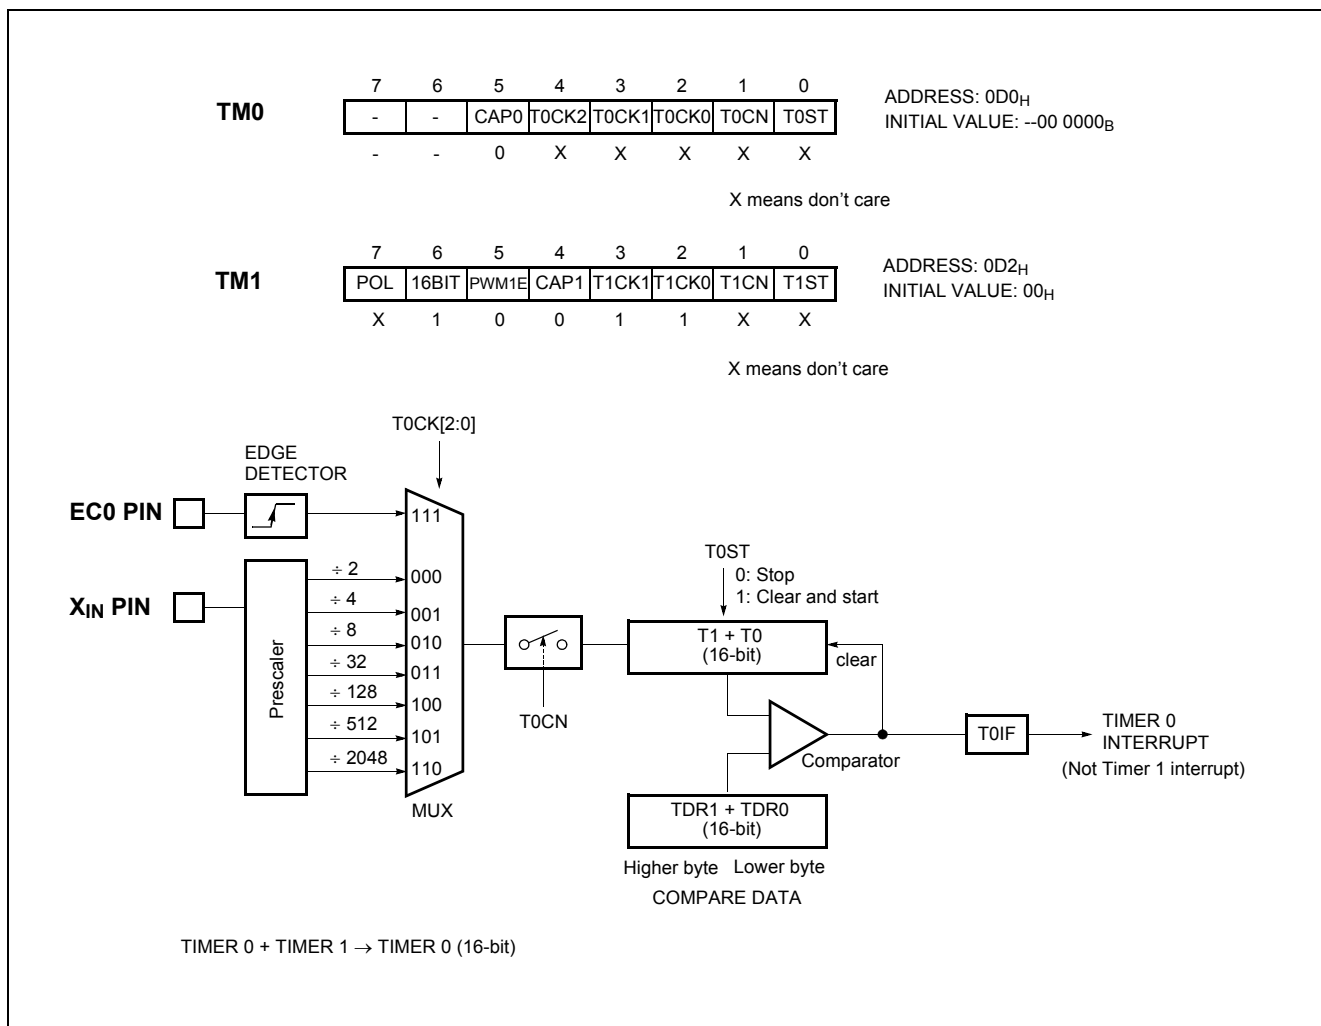 7 6 5 4 3 2 1 0
TM0
- - CAP0 T0CK2 T0CK1 T0CK0 T0CN T0ST
ADDRESS: 0D0H
INITIAL VALUE: --00 0000B
- - 0 X X X X X
X means don't care
7 6 5 4 3 2 1 0
TM1
POL 16BIT PWM1E CAP1 T1CK1 T1CK0 T1CN T1ST
ADDRESS: 0D2H
INITIAL VALUE: 00H
X 1 0 0 1 1 X X
X means don't care
T0CK[2:0]
EDGE
DETECTOR
EC0 PIN
111
XIN PIN
Prescaler
÷ 2
000
÷ 4
001
÷ 8
010
÷ 32
011
÷ 128
100
÷ 512
101
÷ 2048
110
MUX
T0CN
T0ST
0: Stop
1: Clear and start
T1 + T0
(16-bit)
clear
Comparator
T0IF
TIMER 0
INTERRUPT
(Not Timer 1 interrupt)
TDR1 + TDR0
(16-bit)
Higher byte Lower byte
COMPARE DATA
TIMER 0 + TIMER 1 → TIMER 0 (16-bit)